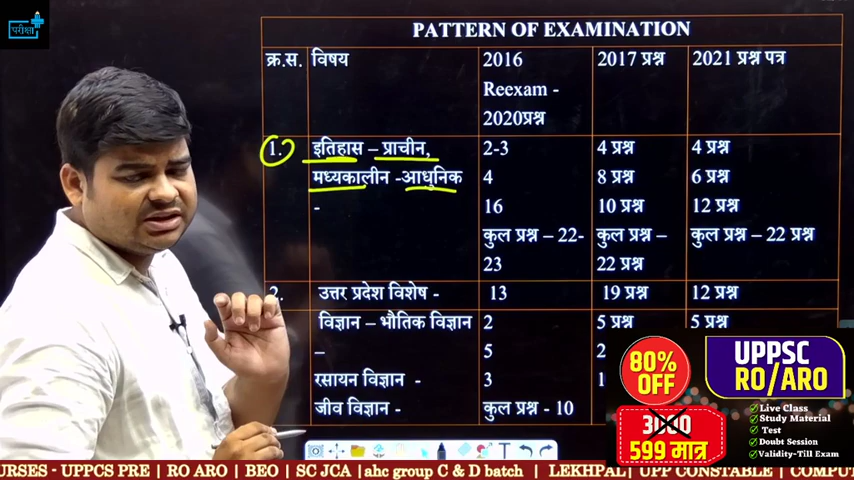 परीक्षा
PATTERN OF EXAMINATION
क्र.स. विषय 2016 2017 प्रश्न 2021 प्रश्न पत्र
Reexam -
2020प्रश्न
1. इतिहास – प्राचीन, 2-3 4 प्रश्न 4 प्रश्न
मध्यकालीन -आधुनिक 4 8 प्रश्न 6 प्रश्न
- 16 10 प्रश्न 12 प्रश्न
कुल प्रश्न – 22- कुल प्रश्न – कुल प्रश्न – 22 प्रश्न
23 22 प्रश्न
2. उत्तर प्रदेश विशेष - 13 19 प्रश्न 12 प्रश्न
विज्ञान – भौतिक विज्ञान 2 5 प्रश्न 5 प्रश्न
– 5 2
रसायन विज्ञान - 3 1
जीव विज्ञान - कुल प्रश्न - 10
80%
OFF
3000
599 मात्र
UPPSC
RO/ARO
Live Class
Study Material
Test
Doubt Session
Validity-Till Exam
URSES - UPPCS PRE | RO ARO | BEO | SC JCA |ahc group C & D batch | LEKHPAL| UPP CONSTABLE | COMPUT